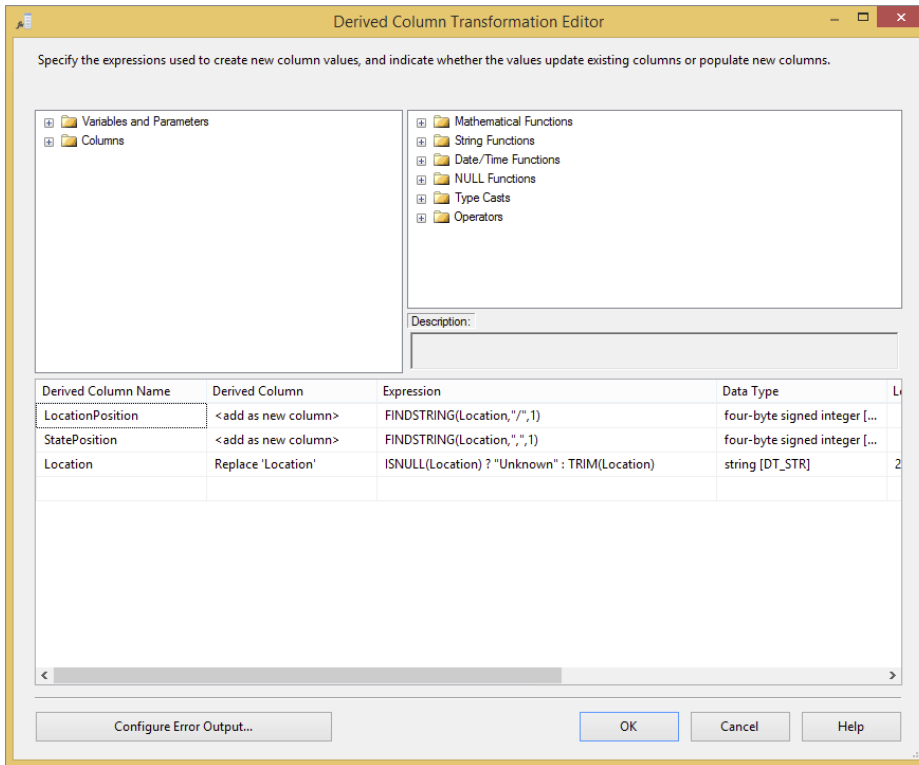 Derived Column Transformation Editor
Specify the expressions used to create new column values, and indicate whether the values update existing columns or populate new columns.
Variables and Parameters
Columns
Mathematical Functions
String Functions
Date/Time Functions
NULL Functions
Type Casts
Operators
Description:
Derived Column Name Derived Column Expression Data Type L
LocationPosition <add as new column> FINDSTRING(Location,"/",1) four-byte signed integer [...
StatePosition <add as new column> FINDSTRING(Location,",",1) four-byte signed integer [...
Location Replace 'Location' ISNULL(Location) ? "Unknown" : TRIM(Location) string [DT_STR] 2
Configure Error Output... OK Cancel Help